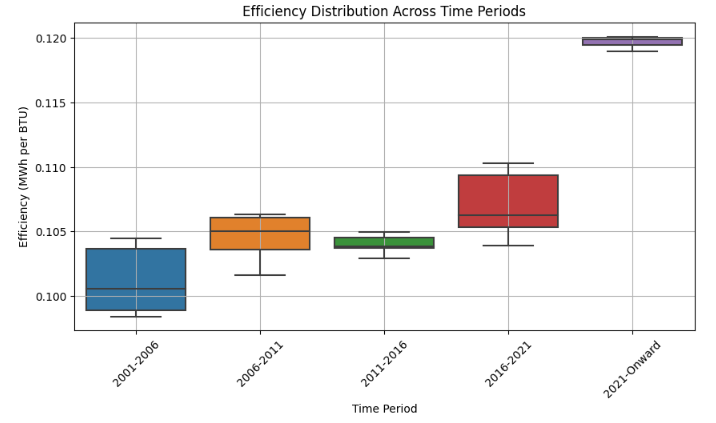 Efficiency Distribution Across Time Periods
Efficiency (MWh per BTU)
0.120
0.115
0.110
0.105
0.100
2001-2006
2006-2011
2011-2016
2016-2021
2021-Onward
Time Period